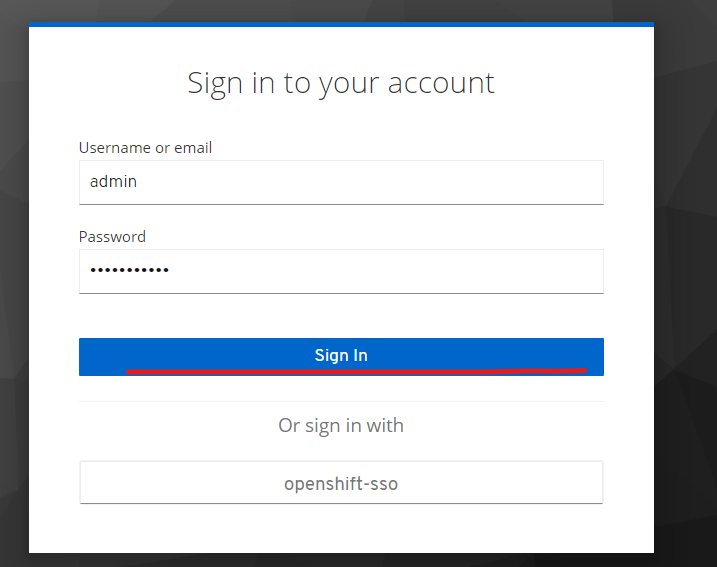 Sign in to your account
Username or email
admin
Password
•••••••••••
Sign In
Or sign in with
openshift-sso